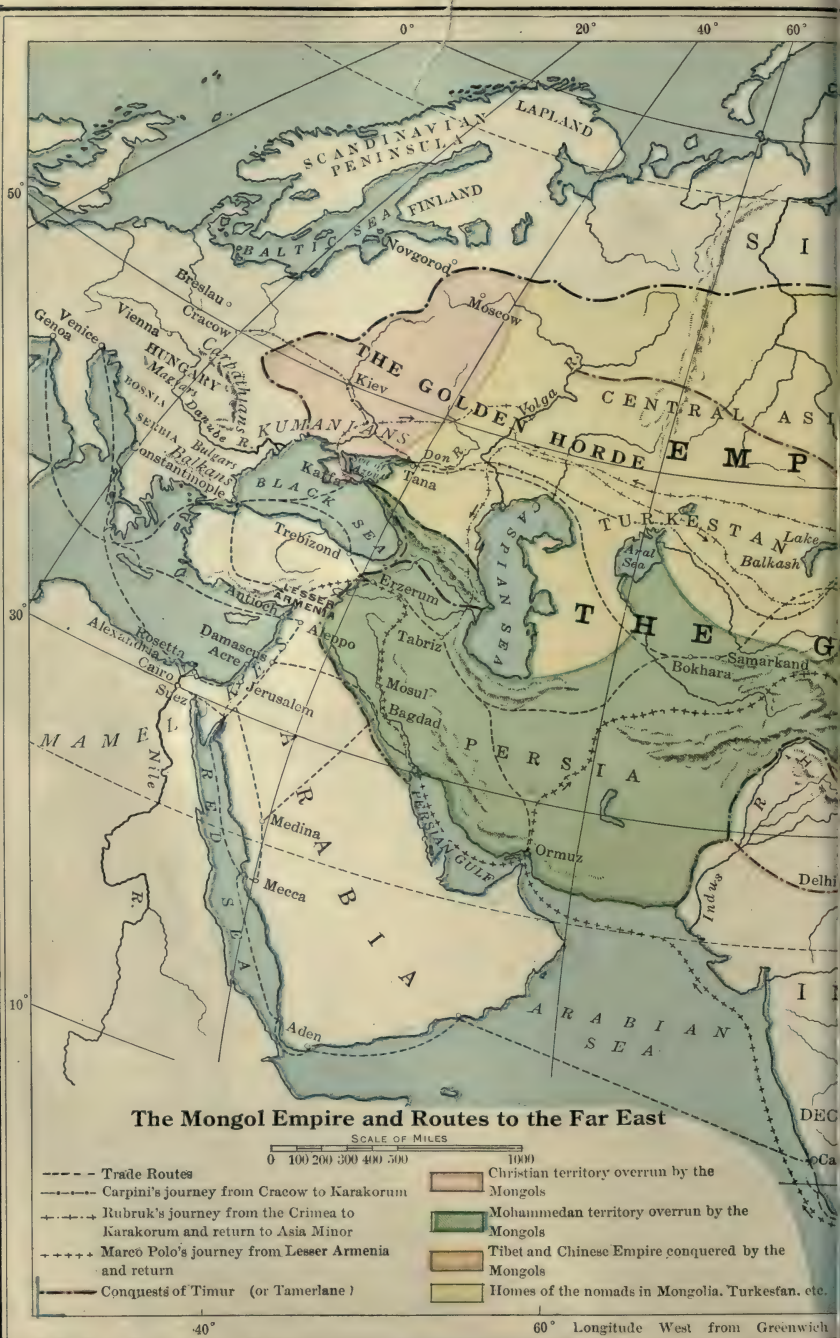 0°
20°
40°
60°
50°
30°
10°
SCANDINAVIAN
PENINSULA
LAPLAND
FINLAND
BALTIC SEA
Novgorod
S I
Breslau
Cracow
Moscow
Venice
Genoa
Vienna
HUNGARY
Magyars
Carpathians
BOSNIA
Danube R.
SERBIA
Bulgars
Balkans
Constantinople
KUMANIANS
THE GOLDEN HORDE
Kiev
Volga R.
CENTRAL ASI
EMP
Don R.
Tana
Kaffa
BLACK SEA
TURKESTAN
Lake
Balkash
Aral
Sea
CASPIAN SEA
Trebizond
LESSER
ARMENIA
Erzerum
Antioch
Aleppo
THE G
Samarkand
Bokhara
Tabriz
Rosetta
Alexandria
Damascus
Acre
Cairo
Suez
Jerusalem
Mosul
Bagdad
PERSIA
MAMEL
Nile
R.
RED SEA
ARABIA
Medina
Mecca
PERSIAN GULF
Ormuz
R H
Indus
Delhi
I
Aden
ARABIAN
SEA
DEC
Ca
The Mongol Empire and Routes to the Far East
SCALE OF MILES
0 100 200 300 400 500 1000
Trade Routes
Carpini's journey from Cracow to Karakorum
Rubruk's journey from the Crimea to
Karakorum and return to Asia Minor
Marco Polo's journey from Lesser Armenia
and return
Conquests of Timur (or Tamerlane)
Christian territory overrun by the
Mongols
Mohammedan territory overrun by the
Mongols
Tibet and Chinese Empire conquered by the
Mongols
Homes of the nomads in Mongolia, Turkestan, etc.
40°
60° Longitude West from Greenwich